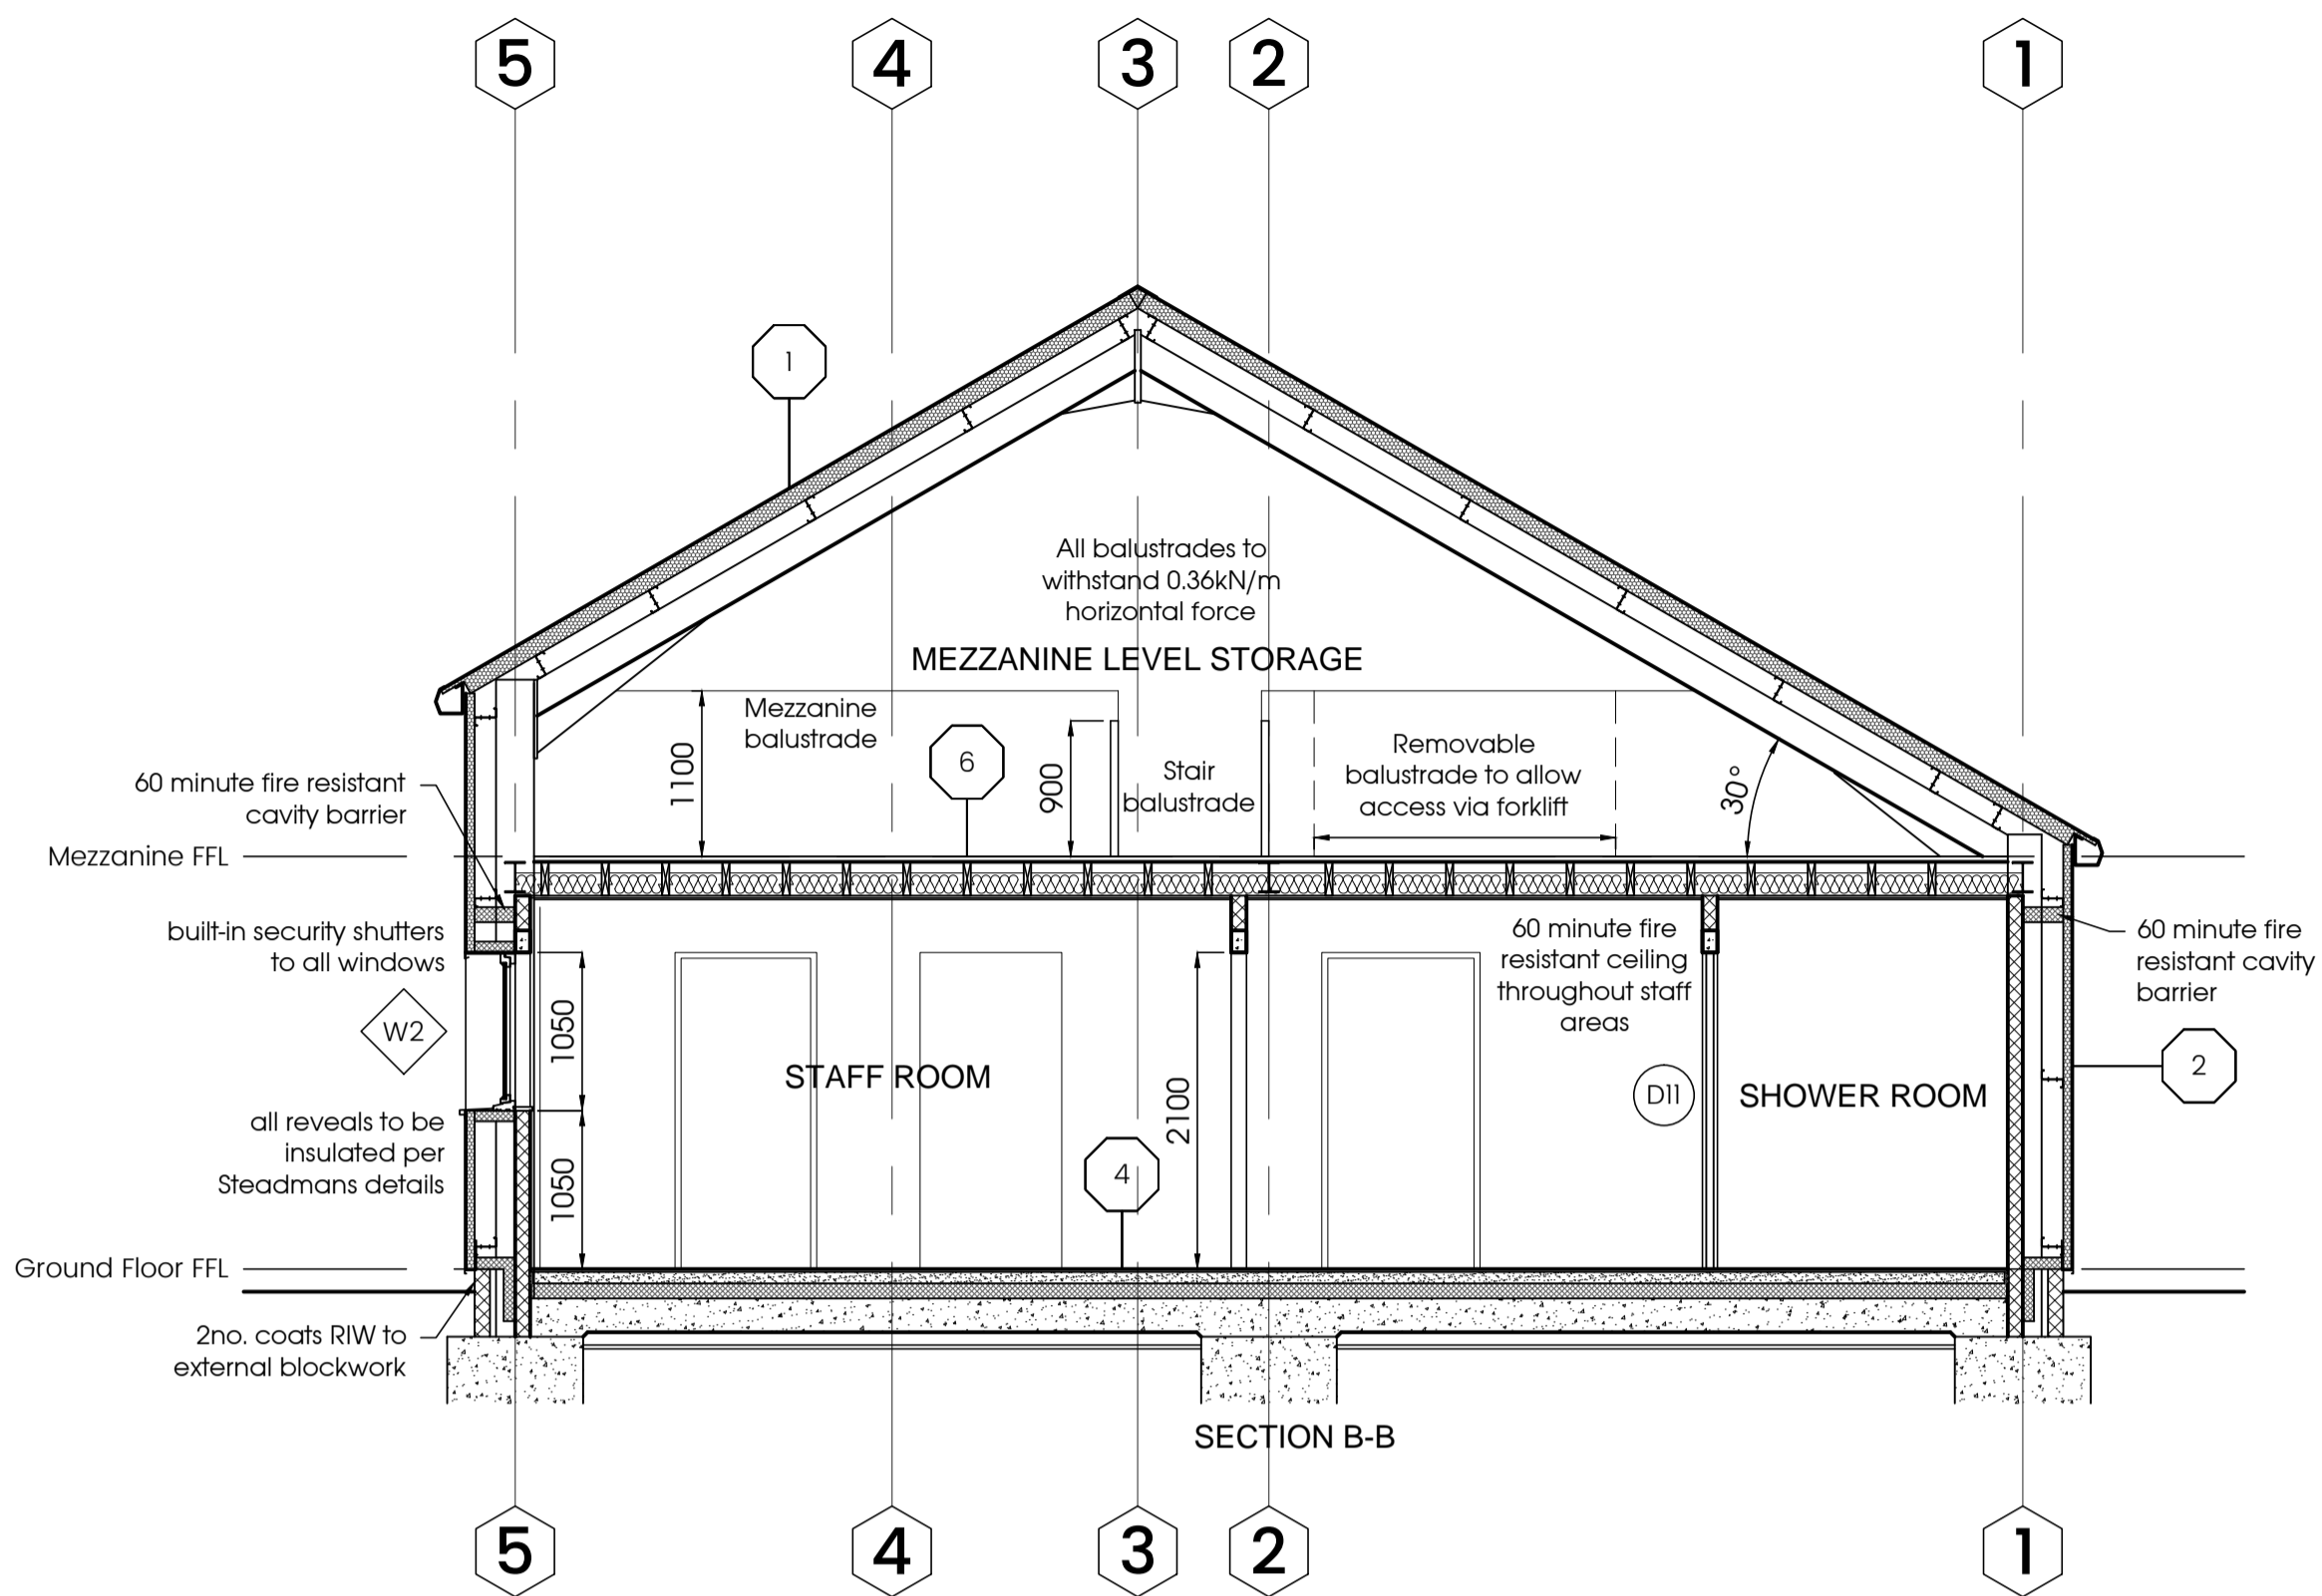 5 4 3 2 1
1
All balustrades to
withstand 0.36kN/m
horizontal force
MEZZANINE LEVEL STORAGE
Mezzanine
balustrade
1100
6
900
Stair
balustrade
Removable
balustrade to allow
access via forklift
30°
60 minute fire resistant
cavity barrier
Mezzanine FFL
built-in security shutters
to all windows
W2
all reveals to be
insulated per
Steadmans details
Ground Floor FFL
2no. coats RIW to
external blockwork
1050
1050
STAFF ROOM
4
2100
60 minute fire
resistant ceiling
throughout staff
areas
D11
SHOWER ROOM
60 minute fire
resistant cavity
barrier
2
SECTION B-B
5 4 3 2 1